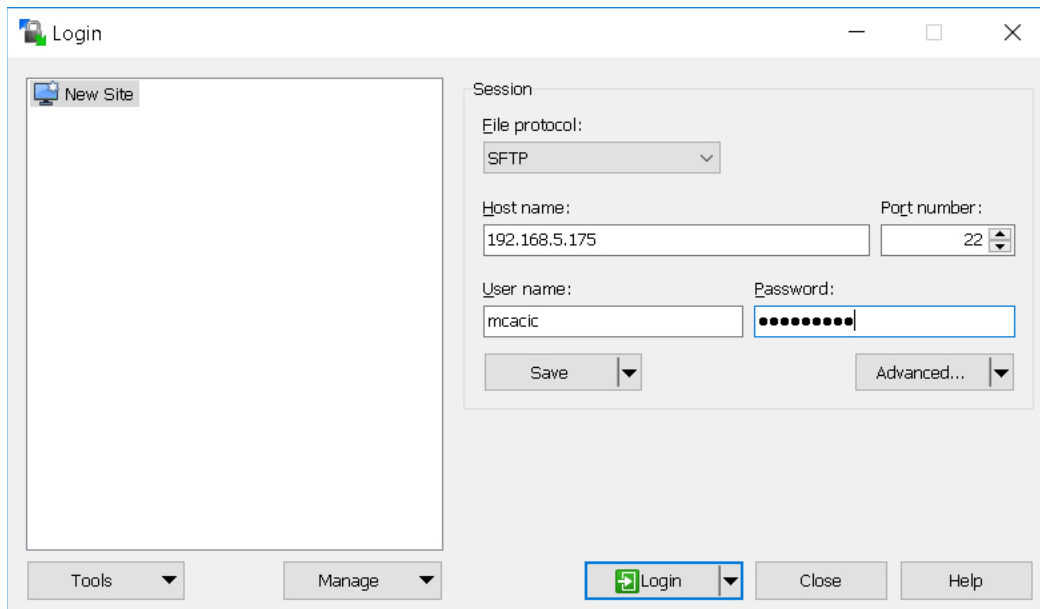 Login
New Site
Session
File protocol:
SFTP
Host name:
Port number:
192.168.5.175
22
User name:
Password:
mcacic
●●●●●●●●●
Save
Advanced...
Tools
Manage
Login
Close
Help